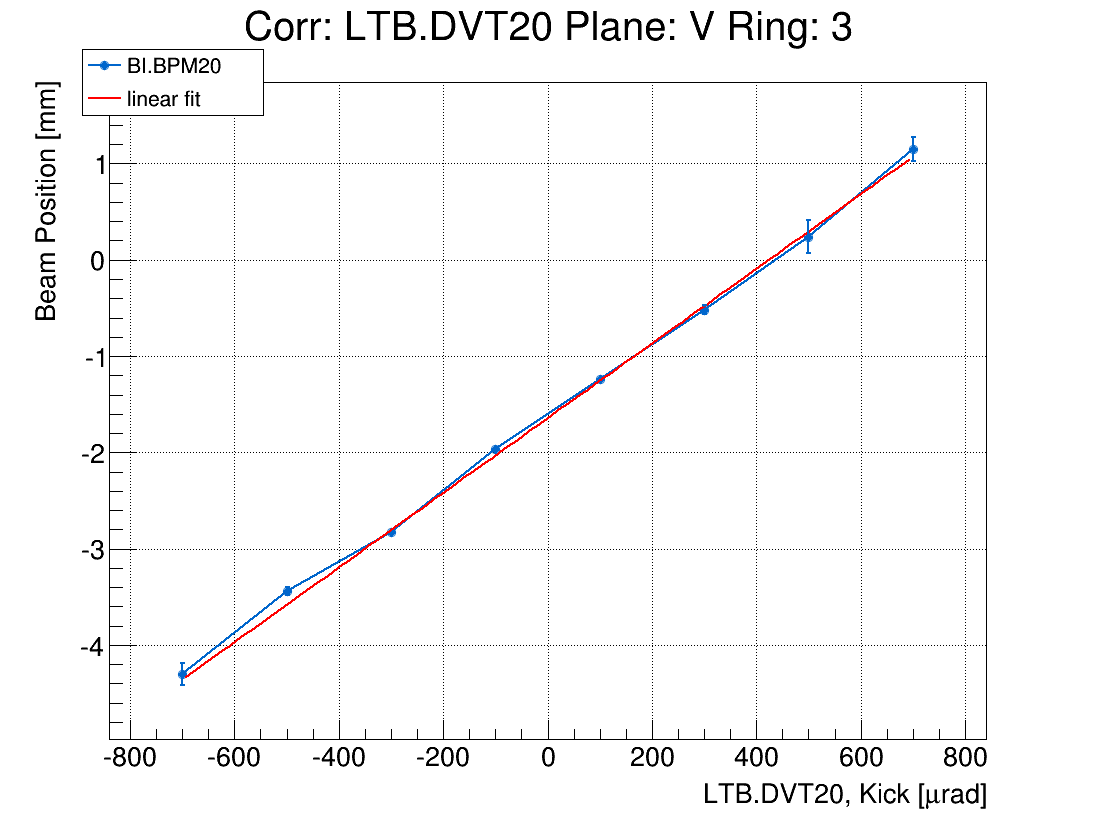 Corr: LTB.DVT20 Plane: V Ring: 3
BI.BPM20
linear fit
Beam Position [mm]
1
0
-1
-2
-3
-4
-800 -600 -400 -200 0 200 400 600 800
LTB.DVT20, Kick [μrad]